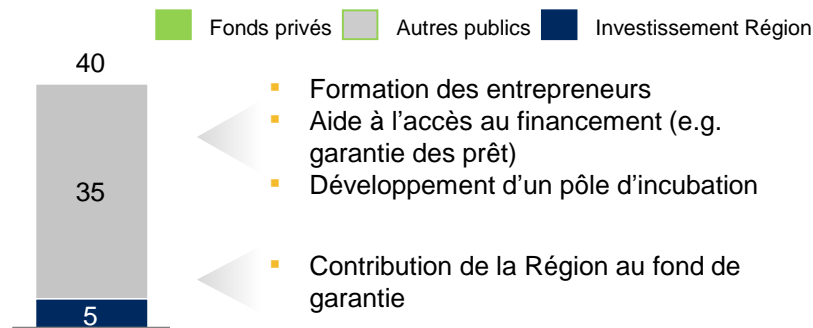 Fonds privés Autres publics Investissement Région
40
35
5
▪ Formation des entrepreneurs
▪ Aide à l’accès au financement (e.g.
garantie des prêt)
▪ Développement d’un pôle d’incubation
▪ Contribution de la Région au fond de
garantie